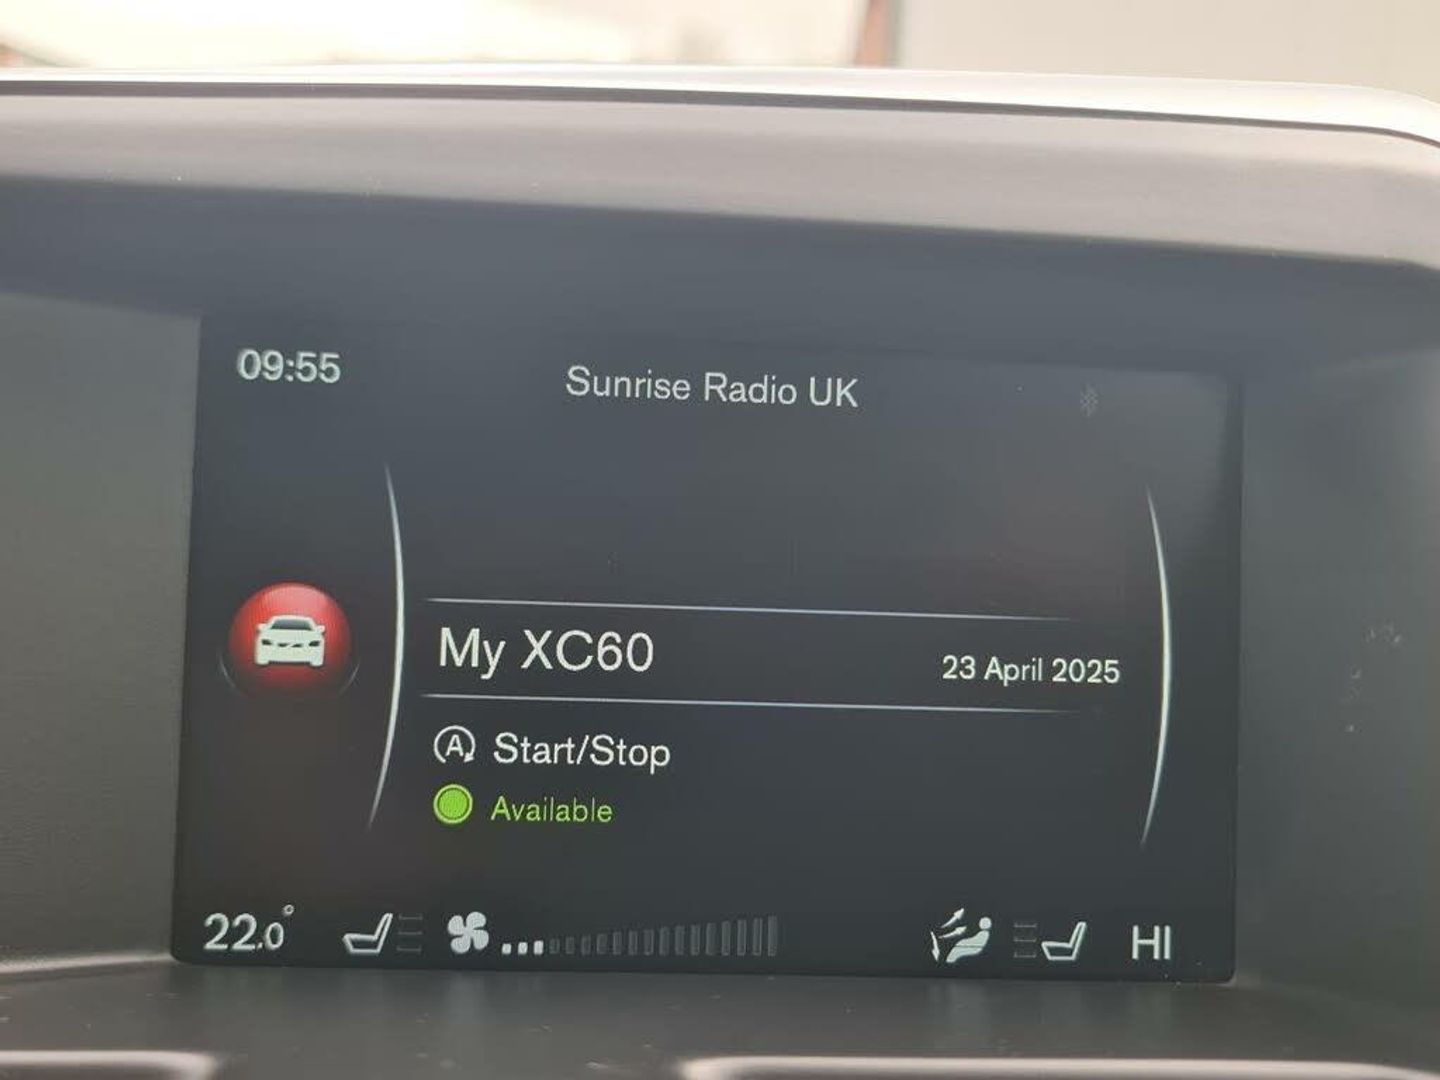 09:55
Sunrise Radio UK
My XC60
23 April 2025
A Start/Stop
Available
22.0°
HI